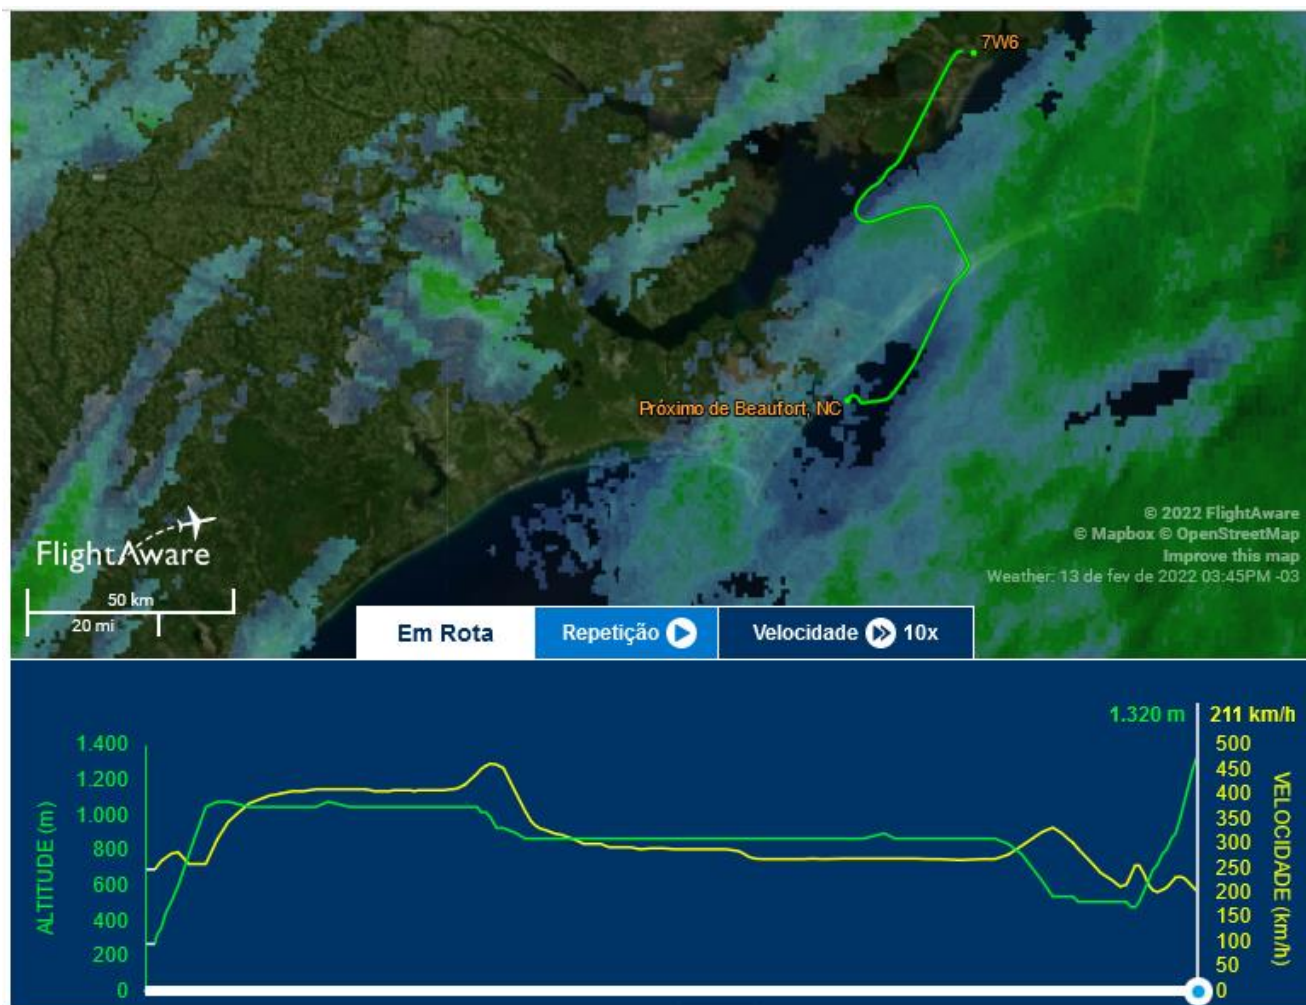 7W6
Próximo de Beaufort, NC
FlightAware
50 km
20 mi
© 2022 FlightAware
© Mapbox © OpenStreetMap
Improve this map
Weather: 13 de fev de 2022 03:45PM -03
Em Rota
Repetição
Velocidade 10x
1.320 m
211 km/h
ALTITUDE (m)
1.400
1.200
1.000
800
600
400
200
0
500
450
400
350
300
250
200
150
100
50
0
VELOCIDADE (km/h)